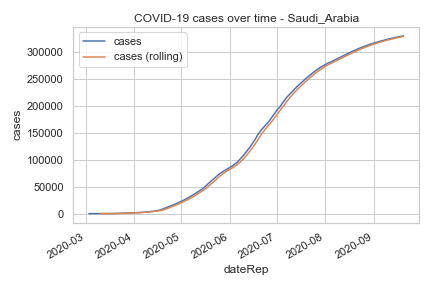 COVID-19 cases over time - Saudi_Arabia
cases
cases (rolling)
300000
250000
200000
150000
100000
50000
0
cases
2020-03
2020-04
2020-05
2020-06
2020-07
2020-08
2020-09
dateRep